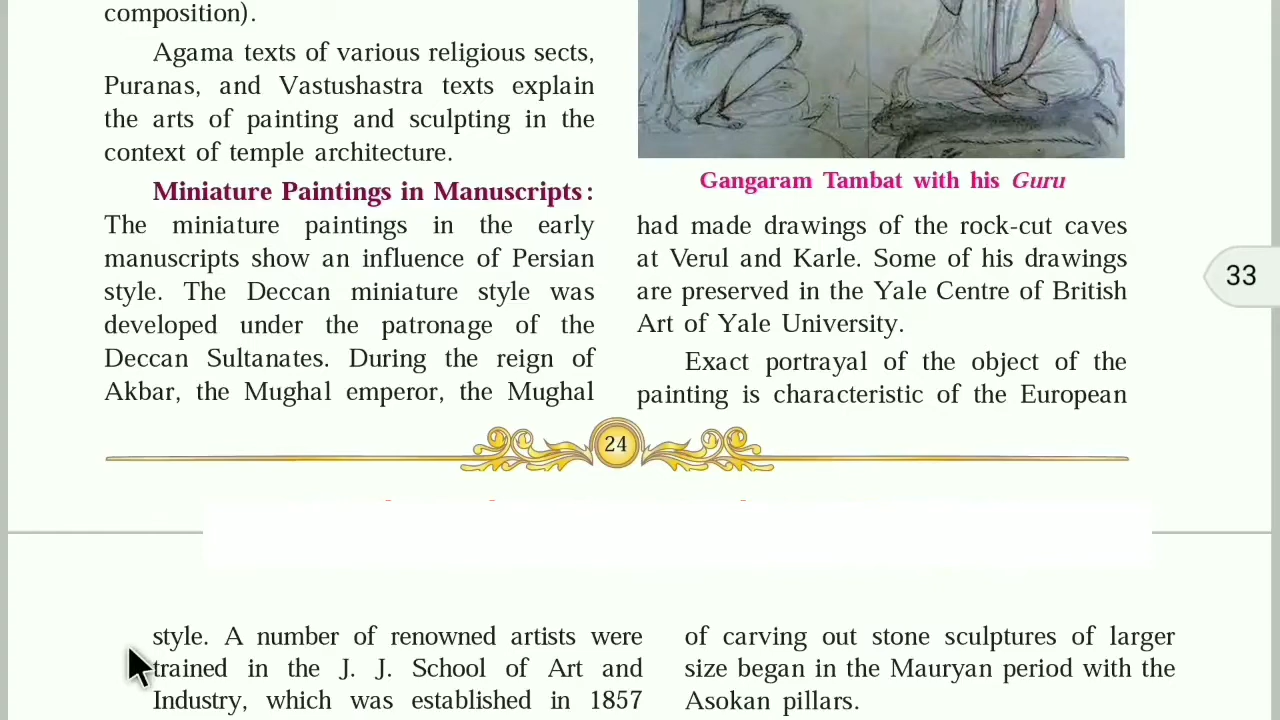 composition).
Agama texts of various religious sects,
Puranas, and Vastushastra texts explain
the arts of painting and sculpting in the
context of temple architecture.
Miniature Paintings in Manuscripts :
The miniature paintings in the early
manuscripts show an influence of Persian
style. The Deccan miniature style was
developed under the patronage of the
Deccan Sultanates. During the reign of
Akbar, the Mughal emperor, the Mughal
Gangaram Tambat with his Guru
had made drawings of the rock-cut caves
at Verul and Karle. Some of his drawings
are preserved in the Yale Centre of British
Art of Yale University.
Exact portrayal of the object of the
painting is characteristic of the European
33
24
style. A number of renowned artists were
trained in the J. J. School of Art and
Industry, which was established in 1857
of carving out stone sculptures of larger
size began in the Mauryan period with the
Asokan pillars.